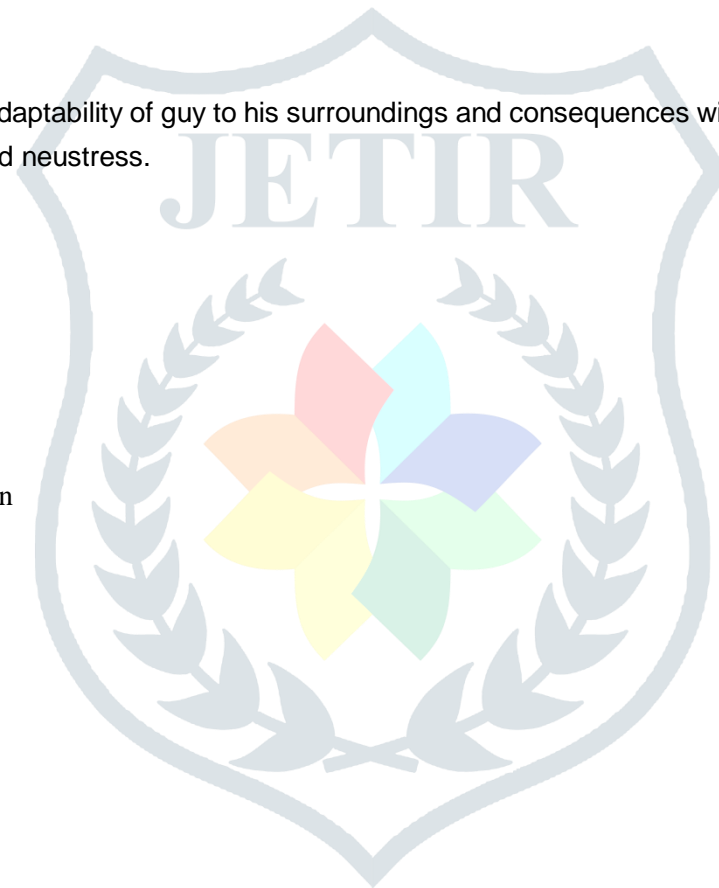 daptability of guy to his surroundings and consequences wi
d neustress.
JETIR
n